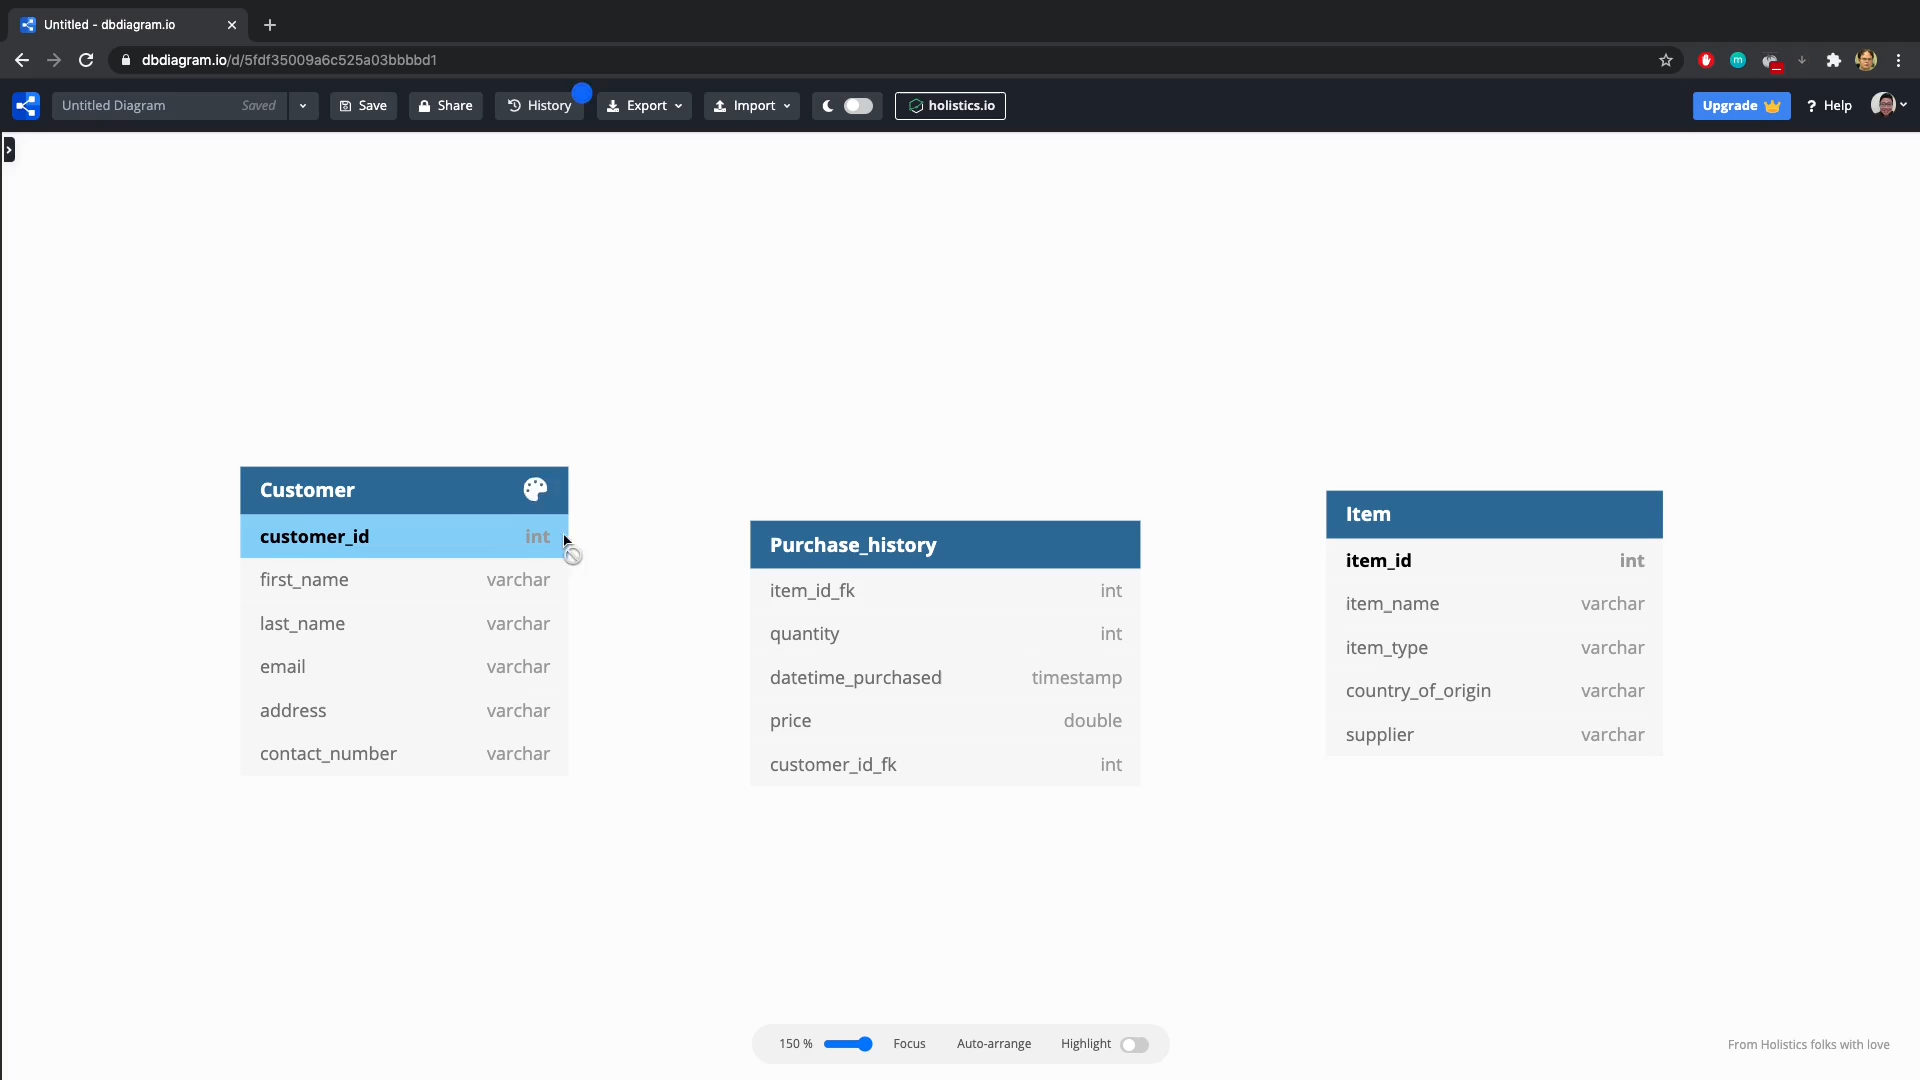 Untitled - dbdiagram.io
dbdiagram.io/d/5fdf35009a6c525a03bbbbd1
m
Untitled Diagram Saved Save Share History Export Import holistics.io Upgrade ? Help
Customer
customer_id int
first_name varchar
last_name varchar
email varchar
address varchar
contact_number varchar
Purchase_history
item_id_fk int
quantity int
datetime_purchased timestamp
price double
customer_id_fk int
Item
item_id int
item_name varchar
item_type varchar
country_of_origin varchar
supplier varchar
150 % Focus Auto-arrange Highlight
From Holistics folks with love